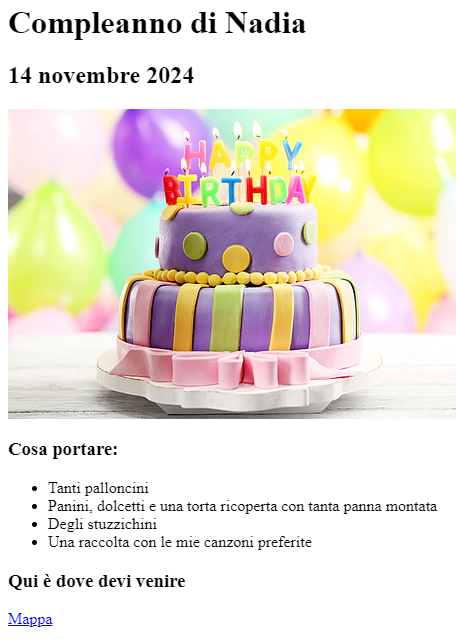 Compleanno di Nadia
14 novembre 2024
HAPPY
BIRTHDAY
Cosa portare:
Tanti palloncini
Panini, dolcetti e una torta ricoperta con tanta panna montata
Degli stuzzichini
Una raccolta con le mie canzoni preferite
Qui è dove devi venire
Mappa